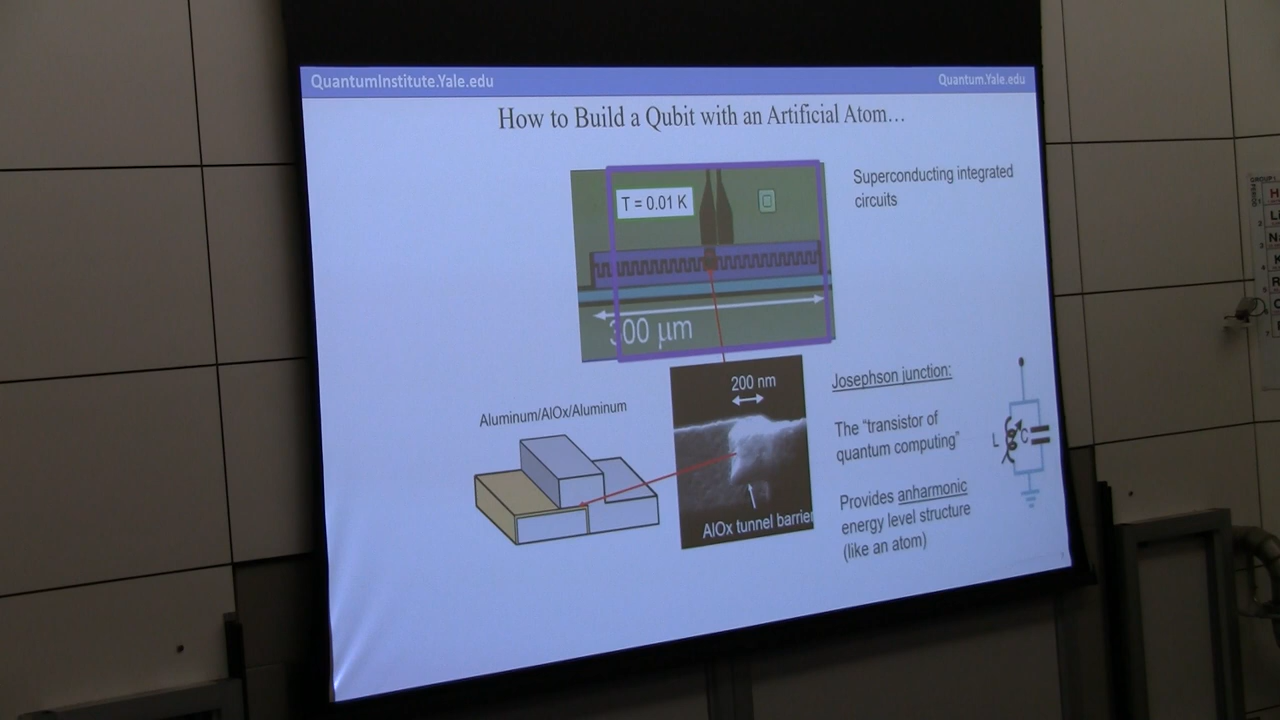 QuantumInstitute.Yale.edu
Quantum.Yale.edu
How to Build a Qubit with an Artificial Atom…
T = 0.01 K
Superconducting integrated
circuits
300 µm
200 nm
Josephson junction:
Aluminum/AlOx/Aluminum
The “transistor of
quantum computing”
L
C
Provides anharmonic
energy level structure
(like an atom)
AlOx tunnel barrier